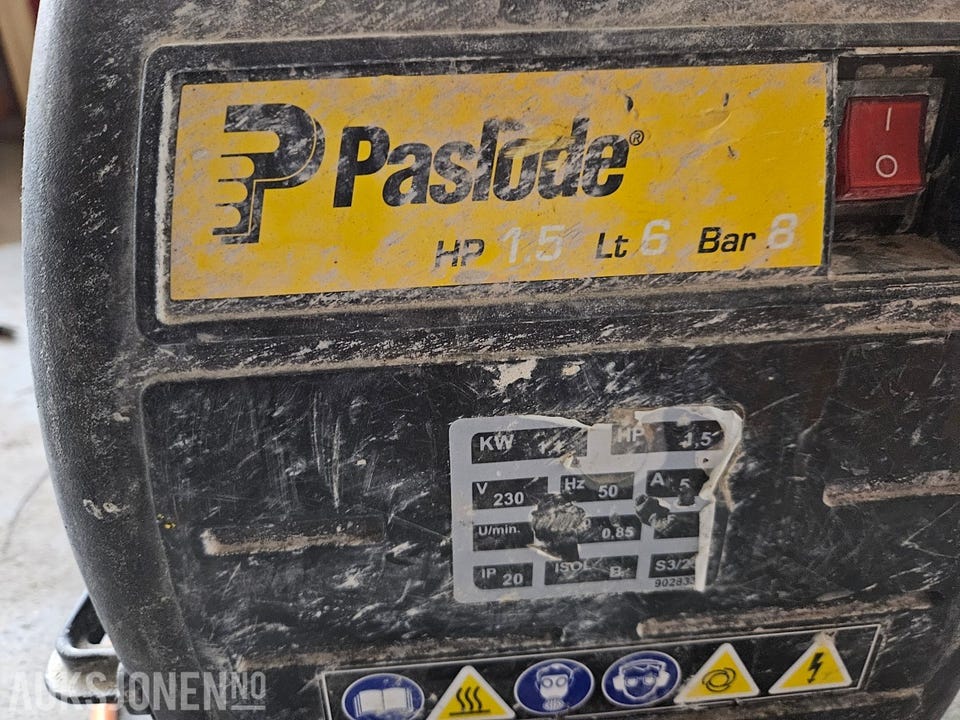 Paslode®
HP 1.5 Lt 6 Bar 8
I
O
KW HP 1.5
V 230 Hz 50 A 5
U/min. 0.85
IP 20 ISOL B S3/2
90283
AUKSJONEN.NO